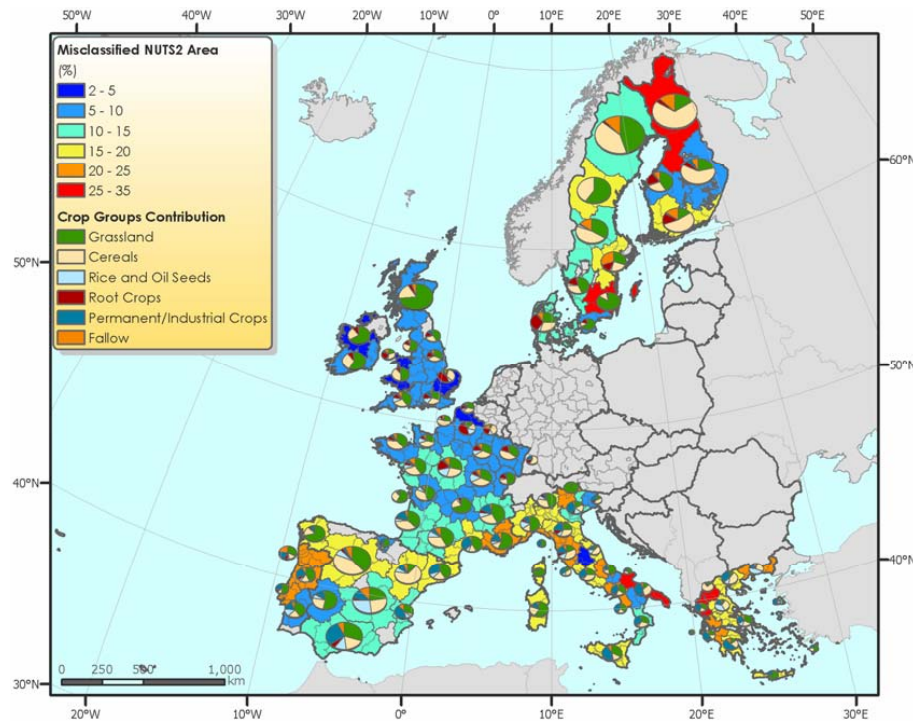 50°W 40°W 20°W 10°W 0° 10°E 20°E 30°E 40°E 50°E
Misclassified NUTS2 Area
(%)
2 - 5
5 - 10
10 - 15
15 - 20
20 - 25
25 - 35
Crop Groups Contribution
Grassland
Cereals
Rice and Oil Seeds
Root Crops
Permanent/Industrial Crops
Fallow
60°N
50°N
50°N
40°N
40°N
0 250 500 1,000
km
30°N
20°W 10°W 0° 10°E 20°E 30°E